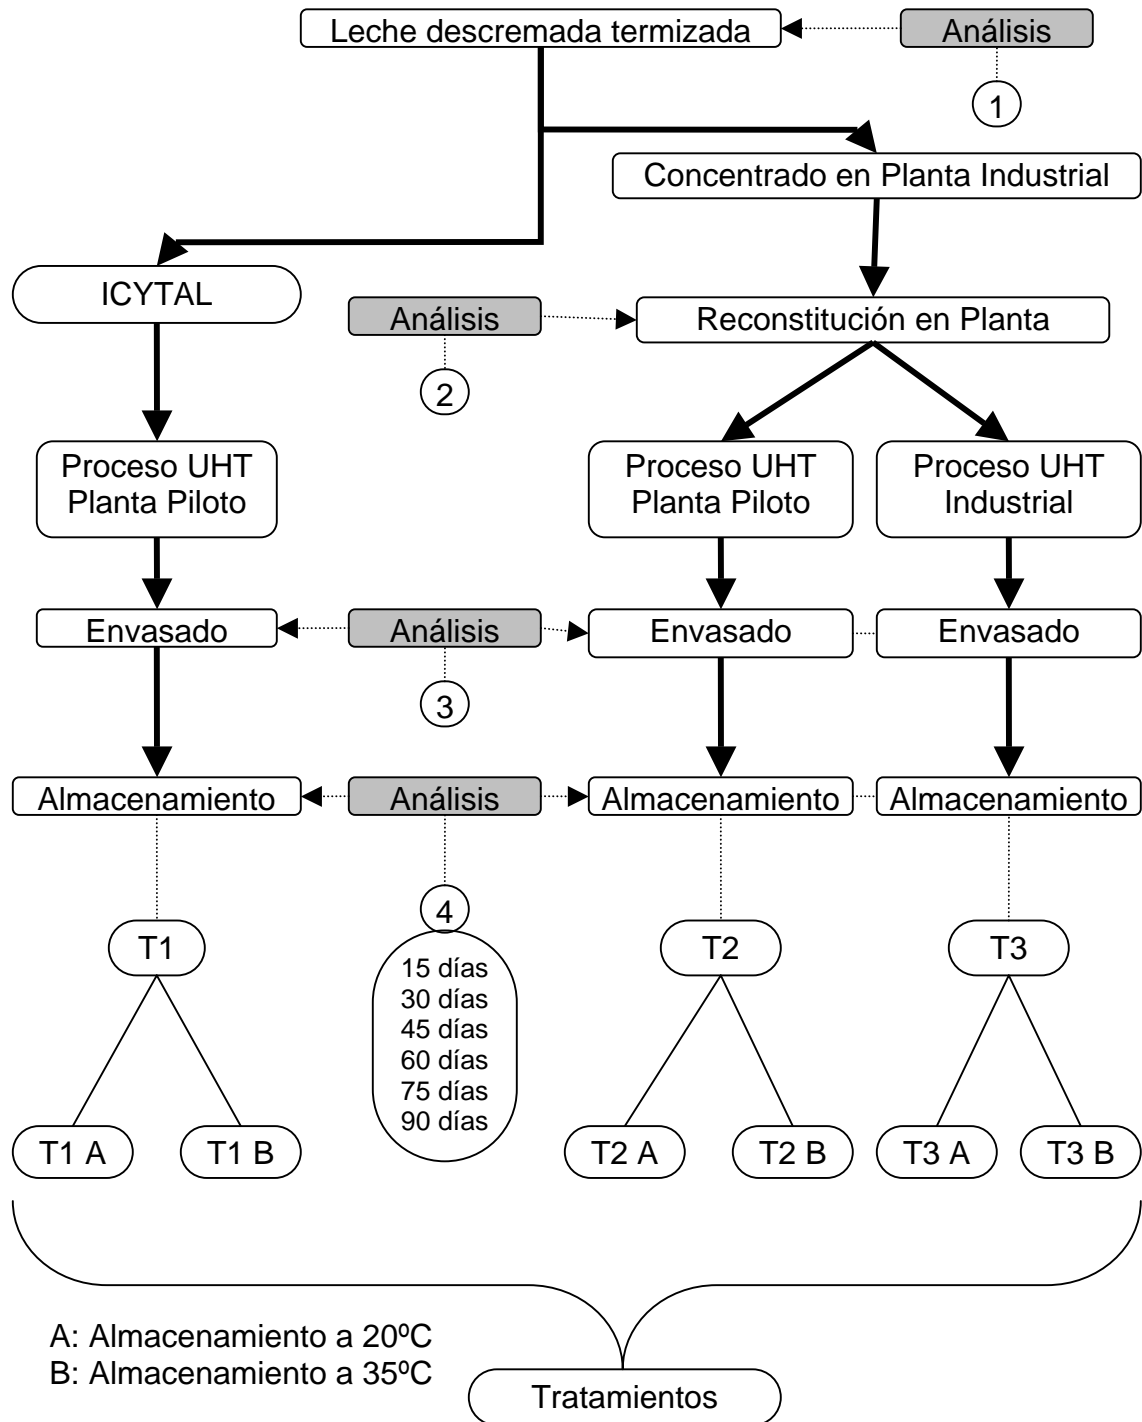 Leche descremada termizada
Análisis
1
Concentrado en Planta Industrial
ICYTAL
Análisis
Reconstitución en Planta
2
Proceso UHT
Planta Piloto
Proceso UHT
Planta Piloto
Proceso UHT
Industrial
Envasado
Análisis
Envasado
Envasado
3
Almacenamiento
Análisis
Almacenamiento
Almacenamiento
4
T1
T2
T3
15 días
30 días
45 días
60 días
75 días
90 días
T1 A
T1 B
T2 A
T2 B
T3 A
T3 B
A: Almacenamiento a 20ºC
B: Almacenamiento a 35ºC
Tratamientos